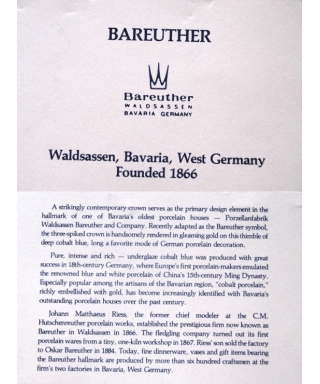 BAREUTHER
Bareuther
WALDSASSEN
BAVARIA GERMANY
Waldsassen, Bavaria, West Germany
Founded 1866
A strikingly contemporary crown serves as the primary design element in the
hallmark of one of Bavaria's oldest porcelain houses — Porzellanfabrik
Waldsassen Bareuther and Company. Recently adapted as the Bareuther symbol,
the three-spiked crown is handsomely rendered in gleaming gold on this thimble of
deep cobalt blue, long a favorite mode of German porcelain decoration.
Pure, intense and rich — underglaze cobalt blue was produced with great
success in 18th-century Germany, where Europe's first porcelain-makers emulated
the renowned blue and white porcelain of China's 15th-century Ming Dynasty.
Especially popular among the artisans of the Bavarian region, "cobalt porcelain,"
richly embellished with gold, has become increasingly identified with Bavaria's
outstanding porcelain houses over the past century.
Johann Matthaeus Riess, the former chief modeler at the C.M.
Hutschenreuther porcelain works, established the prestigious firm now known as
Bareuther in Waldsassen in 1866. The fledgling company turned out its first
porcelain wares from a tiny, one-kiln workshop in 1867. Riess' son sold the factory
to Oskar Bareuther in 1884. Today, fine dinnerware, vases and gift items bearing
the Bareuther hallmark are produced by more than six hundred craftsmen at the
firm's two factories in Bavaria, West Germany.